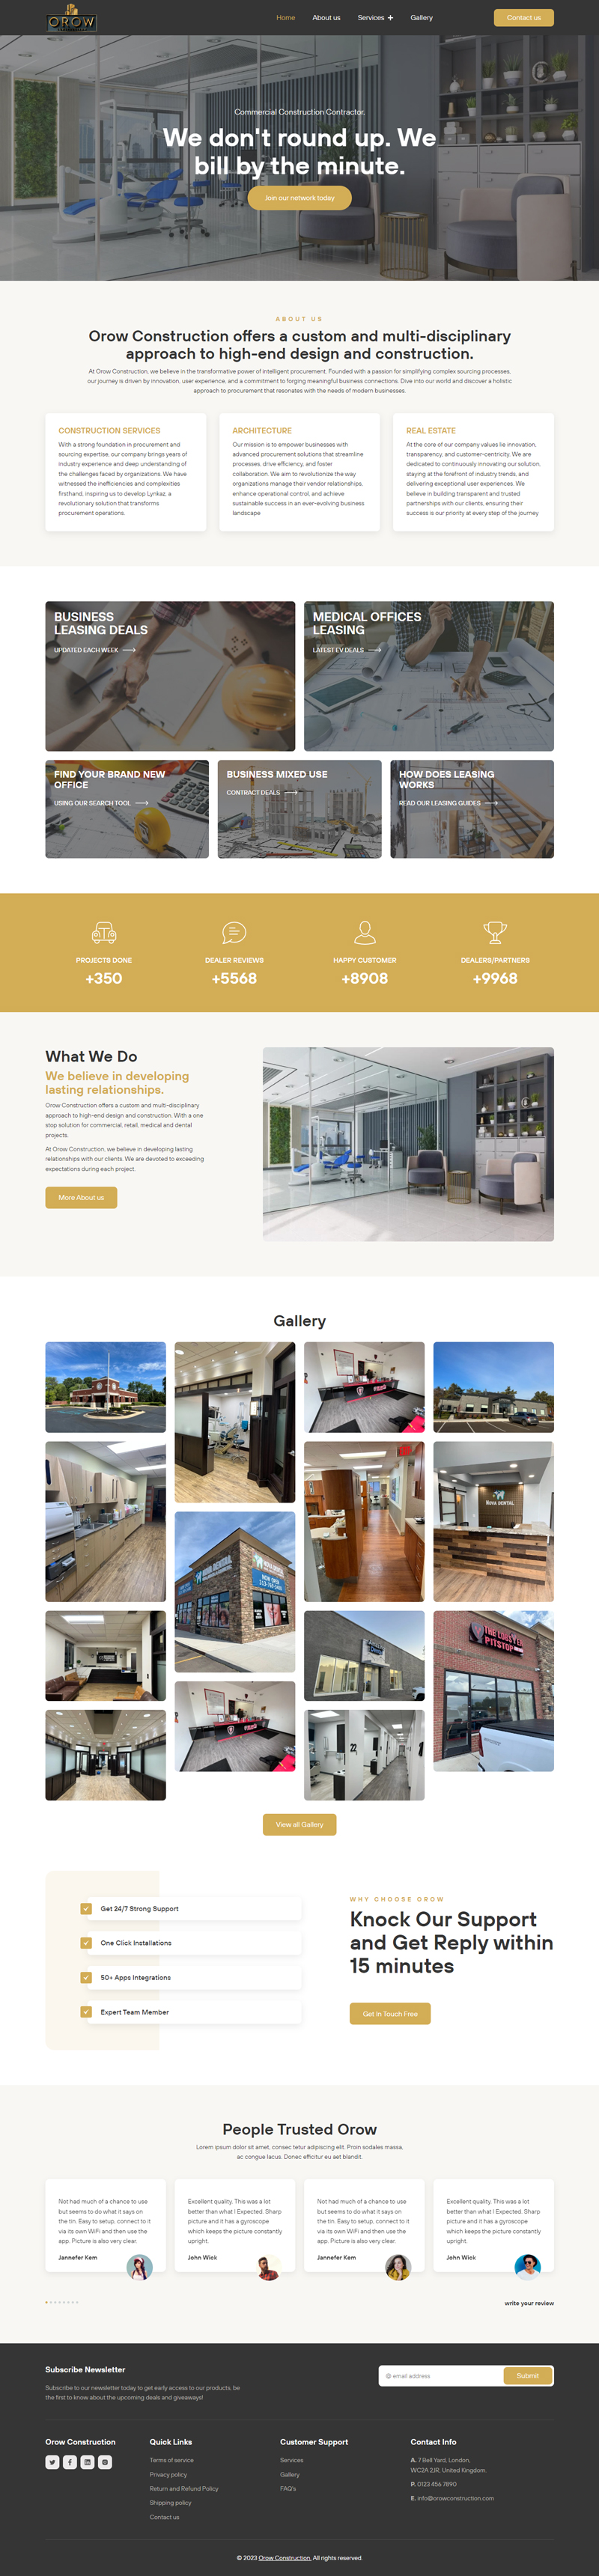 OROW
Home
About us
Services +
Gallery
Contact us
Commercial Construction Contractor.
We don't round up. We
bill by the minute.
Join our network today
ABOUT US
Orow Construction offers a custom and multi-disciplinary
approach to high-end design and construction.
At Orow Construction, we believe in the transformative power of intelligent procurement. Founded with a passion for simplifying complex sourcing processes,
our journey is driven by innovation, user experience, and a commitment to forging meaningful business connections. Dive into our world and discover a holistic
approach to procurement that resonates with the needs of modern businesses.
CONSTRUCTION SERVICES
With a strong foundation in procurement and
sourcing expertise, our company brings years of
industry experience and deep understanding of
the challenges faced by organizations. We have
witnessed the inefficiencies and complexities
firsthand, inspiring us to develop Lynkaz, a
revolutionary solution that transforms
procurement operations.
ARCHITECTURE
Our mission is to empower businesses with
advanced procurement solutions that streamline
processes, drive efficiency, and foster
collaboration. We aim to revolutionize the way
organizations manage their vendor relationships,
enhance operational control, and achieve
sustainable success in an ever-evolving business
landscape
REAL ESTATE
At the core of our company values lie innovation,
transparency, and customer-centricity. We are
dedicated to continuously innovating our solution,
staying at the forefront of industry trends, and
delivering exceptional user experiences. We
believe in building transparent and trusted
partnerships with our clients, ensuring their
success is our priority at every step of the journey
BUSINESS
LEASING DEALS
UPDATED EACH WEEK
MEDICAL OFFICES
LEASING
LATEST EV DEALS
FIND YOUR BRAND NEW
OFFICE
USING OUR SEARCH TOOL
BUSINESS MIXED USE
CONTRACT DEALS
HOW DOES LEASING
WORKS
READ OUR LEASING GUIDES
PROJECTS DONE
+350
DEALER REVIEWS
+5568
HAPPY CUSTOMER
+8908
DEALERS/PARTNERS
+9968
What We Do
We believe in developing
lasting relationships.
Orow Construction offers a custom and multi-disciplinary
approach to high-end design and construction. With a one
stop solution for commercial, retail, medical and dental
projects.
At Orow Construction, we believe in developing lasting
relationships with our clients. We are devoted to exceeding
expectations during each project.
More About us
Gallery
NOVA DENTAL
NOVA DENTAL
NOW OPEN
THE LOBSTER
PITSTOP
22
View all Gallery
Get 24/7 Strong Support
One Click Installations
50+ Apps Integrations
Expert Team Member
WHY CHOOSE OROW
Knock Our Support
and Get Reply within
15 minutes
Get In Touch Free
People Trusted Orow
Lorem ipsum dolor sit amet, consec tetur adipiscing elit. Proin sodales massa,
ac congue lacus. Donec efficitur eu aet blandit.
Not had much of a chance to use
but seems to do what it says on
the tin. Easy to setup, connect to it
via its own WiFi and then use the
app. Picture is also very clear.
Jannefer Kem
Excellent quality. This was a lot
better than what I Expected. Sharp
picture and it has a gyroscope
which keeps the picture constantly
upright.
John Wick
Not had much of a chance to use
but seems to do what it says on
the tin. Easy to setup, connect to it
via its own WiFi and then use the
app. Picture is also very clear.
Jannefer Kem
Excellent quality. This was a lot
better than what I Expected. Sharp
picture and it has a gyroscope
which keeps the picture constantly
upright.
John Wick
write your review
Subscribe Newsletter
Subscribe to our newsletter today to get early access to our products, be
the first to know about the upcoming deals and giveaways!
@ email address
Submit
Orow Construction
Quick Links
Terms of service
Privacy policy
Return and Refund Policy
Shipping policy
Contact us
Customer Support
Services
Gallery
FAQ's
Contact Info
A. 7 Bell Yard, London,
WC2A 2JR, United Kingdom.
P. 0123 456 7890
E. info@orowconstruction.com
© 2023 Orow Construction. All rights reserved.